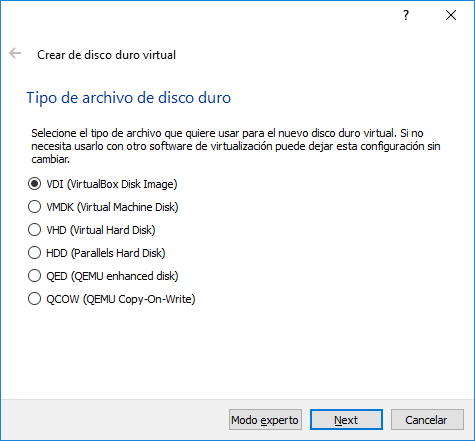 ?
Crear de disco duro virtual
Tipo de archivo de disco duro
Selecione el tipo de archivo que quiere usar para el nuevo disco duro virtual. Si no
necesita usarlo con otro software de virtualización puede dejar esta configuración sin
cambiar.
VDI (VirtualBox Disk Image)
VMDK (Virtual Machine Disk)
VHD (Virtual Hard Disk)
HDD (Parallels Hard Disk)
QED (QEMU enhanced disk)
QCOW (QEMU Copy-On-Write)
Modo experto Next Cancelar